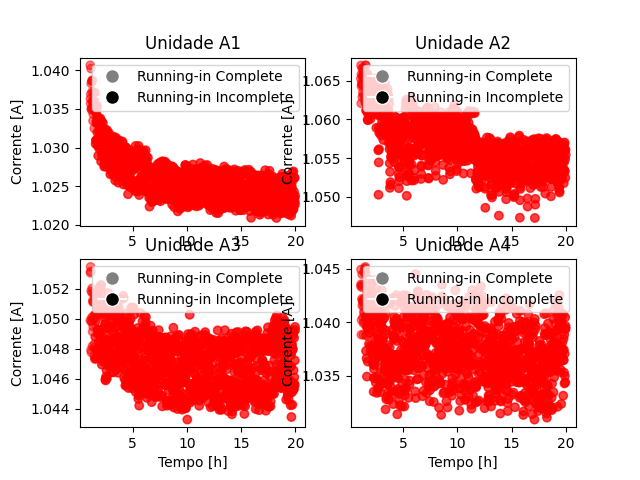 Unidade A1
Corrente [A]
1.040
1.035
1.030
1.025
1.020
5
10
15
20
Running-in Complete
Running-in Incomplete
Unidade A2
Corrente [A]
1.065
1.060
1.055
1.050
5
10
15
20
Running-in Complete
Running-in Incomplete
Unidade A3
Corrente [A]
1.052
1.050
1.048
1.046
1.044
5
10
15
20
Tempo [h]
Running-in Complete
Running-in Incomplete
Unidade A4
Corrente [A]
1.045
1.040
1.035
5
10
15
20
Tempo [h]
Running-in Complete
Running-in Incomplete